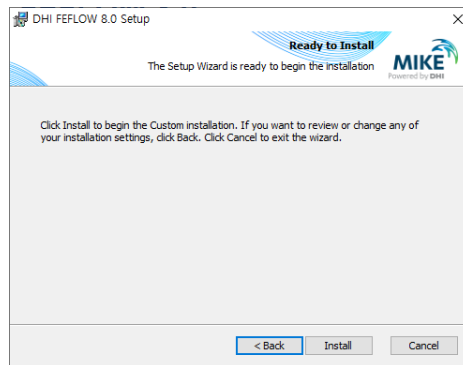 DHI FEFLOW 8.0 Setup
Ready to Install
The Setup Wizard is ready to begin the installation
MIKE
Powered by DHI
Click Install to begin the Custom installation. If you want to review or change any of
your installation settings, click Back. Click Cancel to exit the wizard.
< Back
Install
Cancel